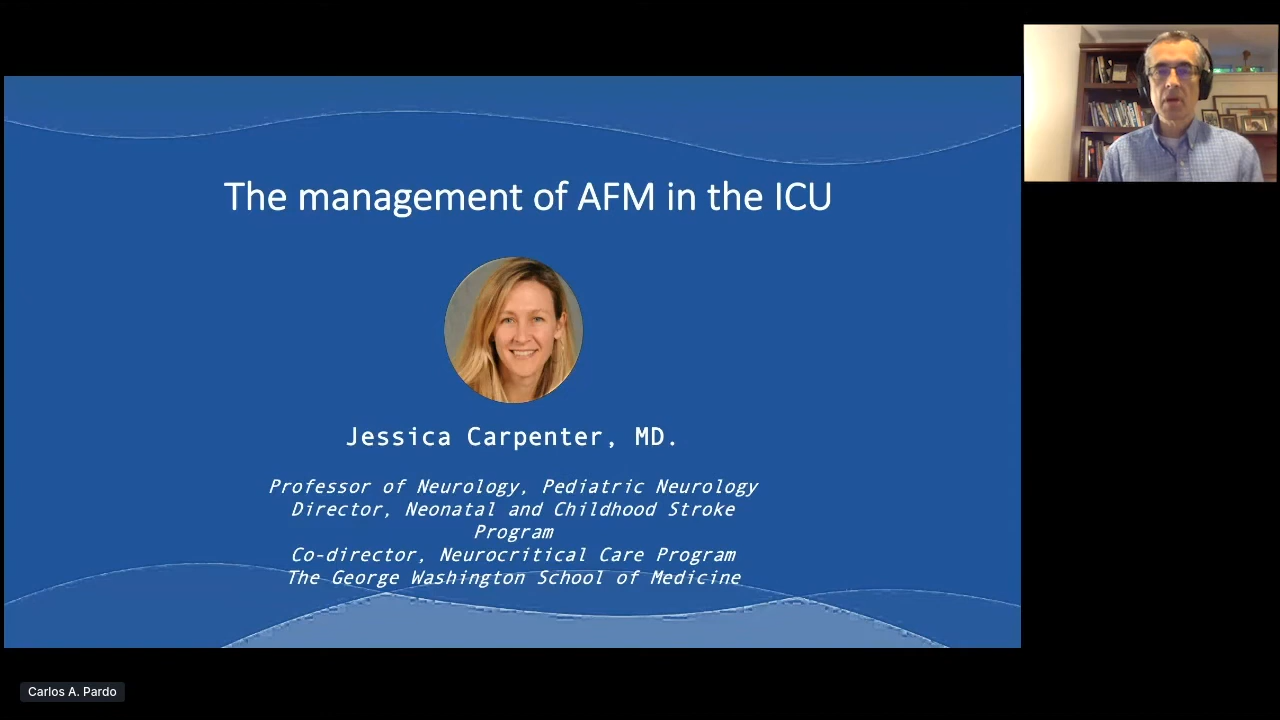 The management of AFM in the ICU
Jessica Carpenter, MD.
Professor of Neurology, Pediatric Neurology
Director, Neonatal and Childhood Stroke
Program
Co-director, Neurocritical Care Program
The George Washington School of Medicine
Carlos A. Pardo